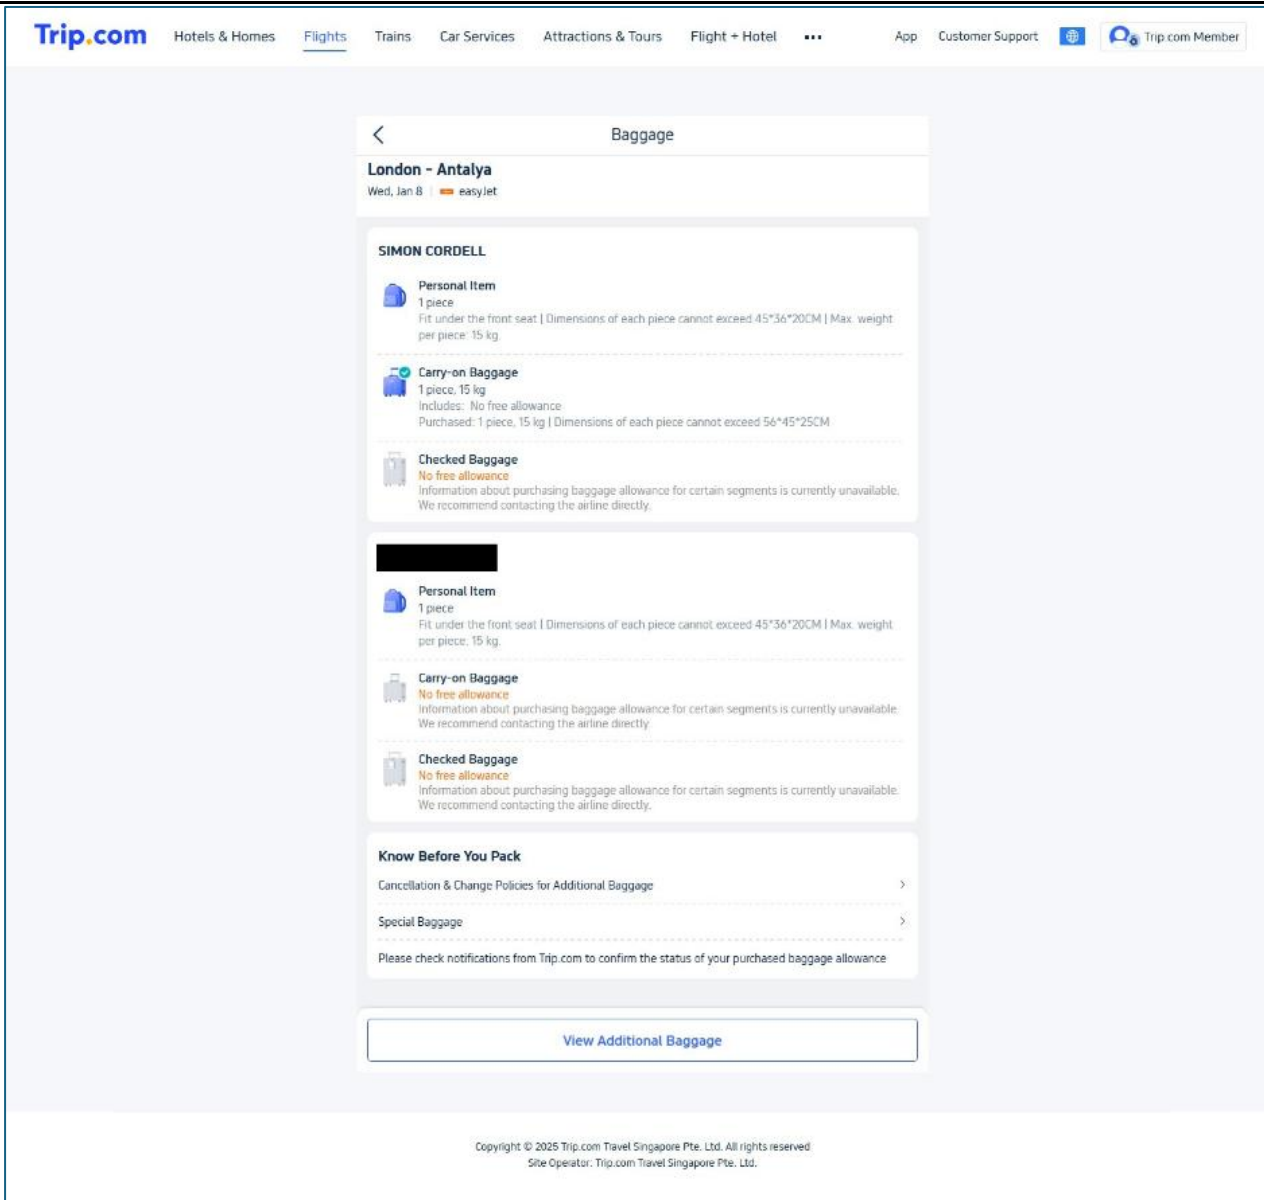 Trip.com Hotels & Homes Flights Trains Car Services Attractions & Tours Flight + Hotel ••• App Customer Support Trip.com Member
Baggage
London - Antalya
Wed, Jan 8 | easyJet
SIMON CORDELL
Personal Item
1 piece
Fit under the front seat | Dimensions of each piece cannot exceed 45*36*20CM | Max. weight
per piece: 15 kg.
Carry-on Baggage
1 piece, 15 kg
Includes: No free allowance
Purchased: 1 piece, 15 kg | Dimensions of each piece cannot exceed 56*45*25CM
Checked Baggage
No free allowance
Information about purchasing baggage allowance for certain segments is currently unavailable.
We recommend contacting the airline directly.
Personal Item
1 piece
Fit under the front seat | Dimensions of each piece cannot exceed 45*36*20CM | Max. weight
per piece: 15 kg.
Carry-on Baggage
No free allowance
Information about purchasing baggage allowance for certain segments is currently unavailable.
We recommend contacting the airline directly.
Checked Baggage
No free allowance
Information about purchasing baggage allowance for certain segments is currently unavailable.
We recommend contacting the airline directly.
Know Before You Pack
Cancellation & Change Policies for Additional Baggage
Special Baggage
Please check notifications from Trip.com to confirm the status of your purchased baggage allowance
View Additional Baggage
Copyright © 2025 Trip.com Travel Singapore Pte. Ltd. All rights reserved
Site Operator: Trip.com Travel Singapore Pte. Ltd.